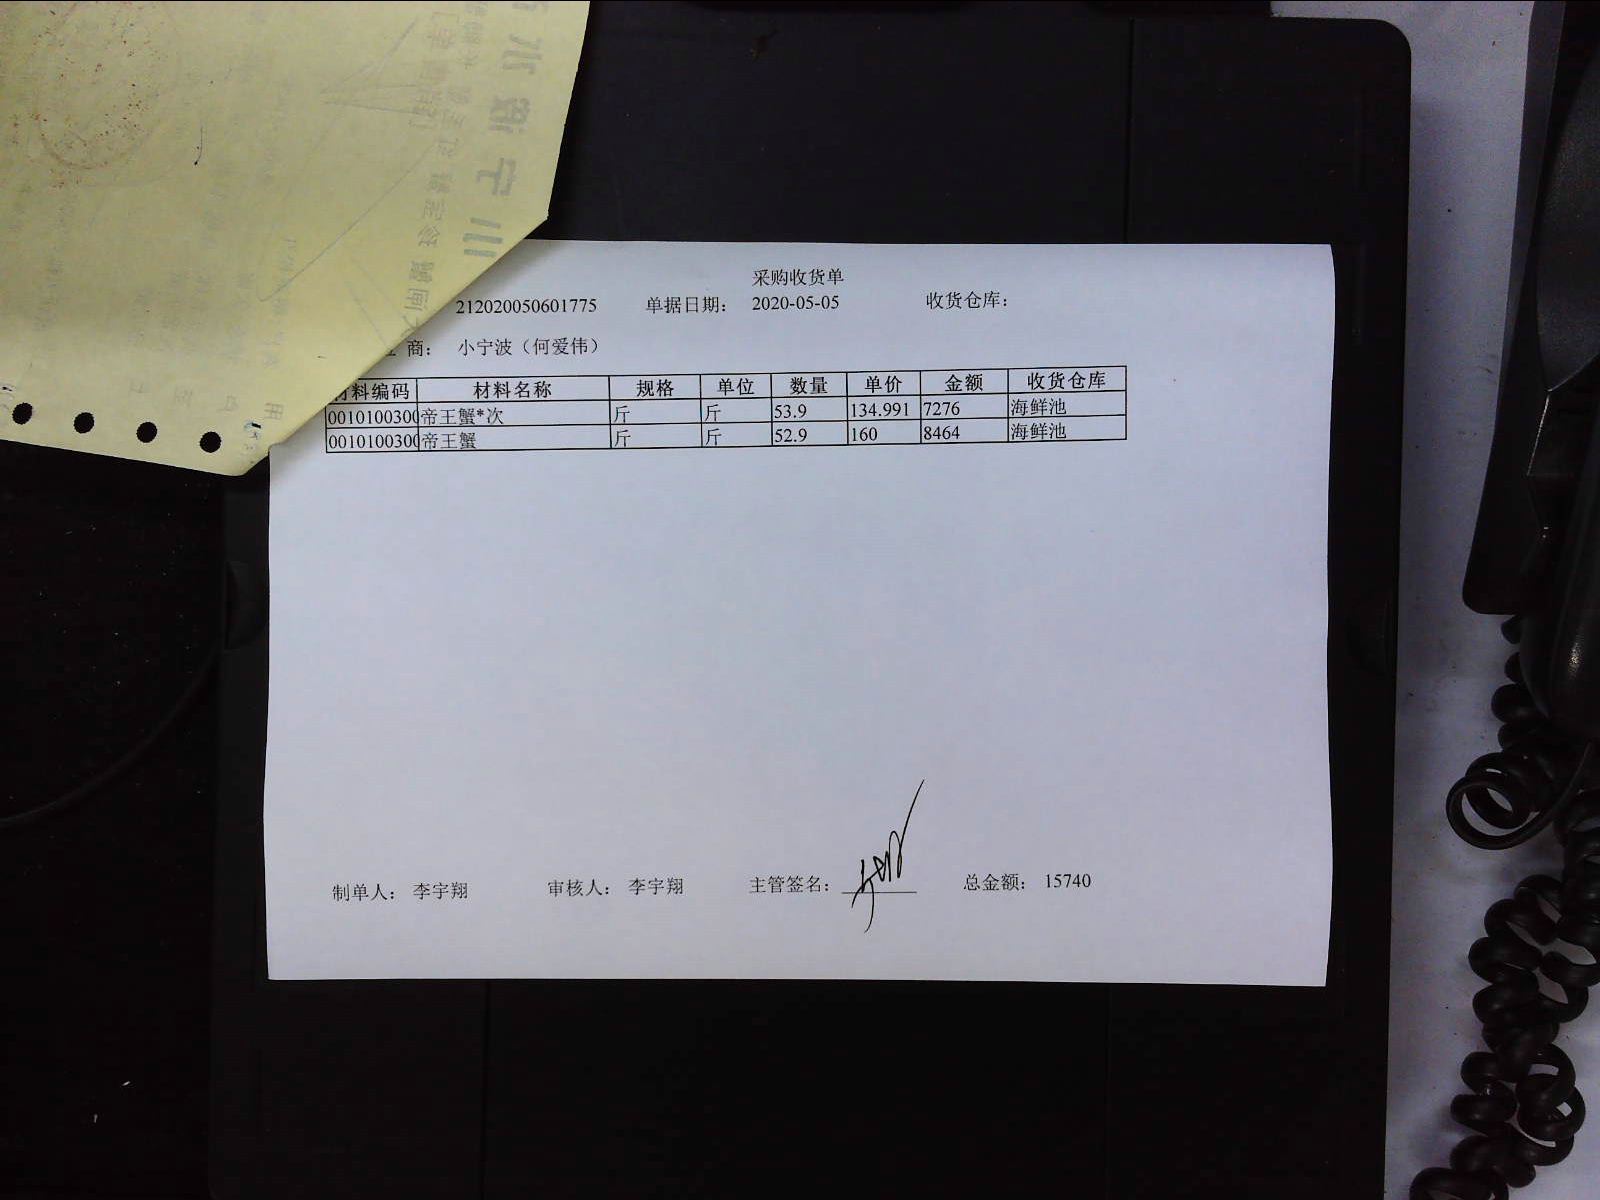 采购收货单
212020050601775 单据日期： 2020-05-05 收货仓库：
商： 小宁波（何爱伟）
材料编码 材料名称 规格 单位 数量 单价 金额 收货仓库
0010100300 帝王蟹*次 斤 斤 53.9 134.991 7276 海鲜池
0010100300 帝王蟹 斤 斤 52.9 160 8464 海鲜池
制单人： 李宇翔 审核人： 李宇翔 主管签名： 总金额： 15740